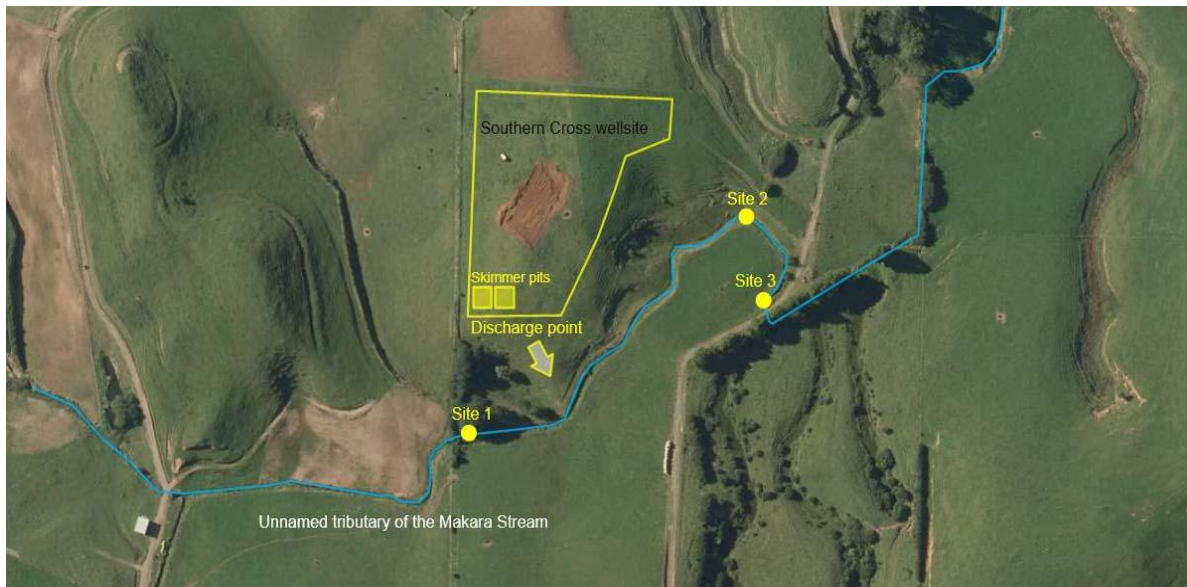 Southern Cross wellsite
Site 2
Skimmer pits
Site 3
Discharge point
Site 1
Unnamed tributary of the Makara Stream